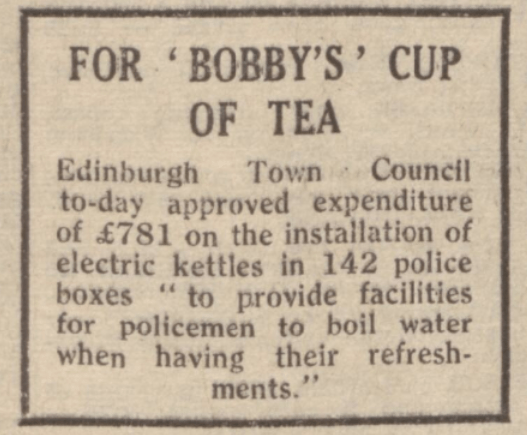 FOR ‘ BOBBY'S ’ CUP
OF TEA
Edinburgh Town Council
to-day approved expenditure
of £781 on the installation of
electric kettles in 142 police
boxes “ to provide facilities
for policemen to boil water
when having their refresh-
ments.”